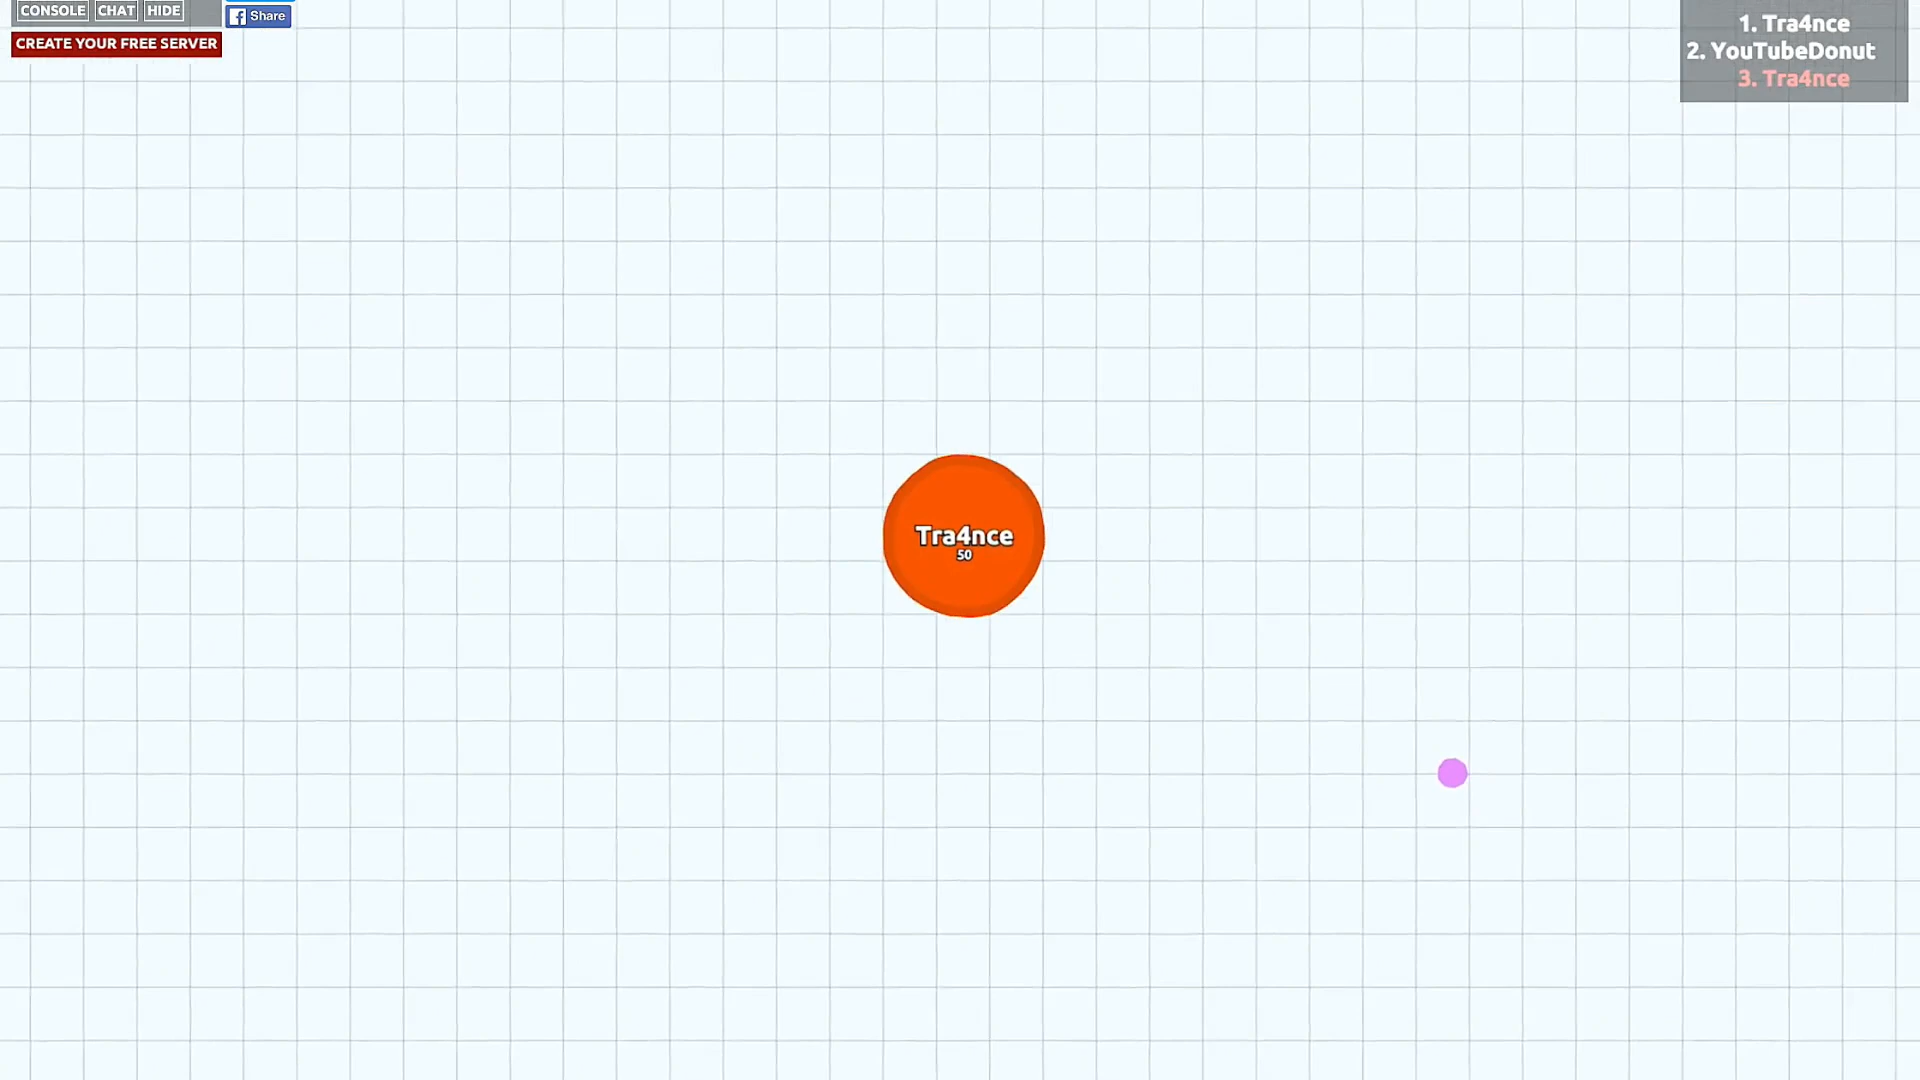 CONSOLE CHAT HIDE
Share
CREATE YOUR FREE SERVER
1. Tra4nce
2. YouTubeDonut
3. Tra4nce
Tra4nce
50